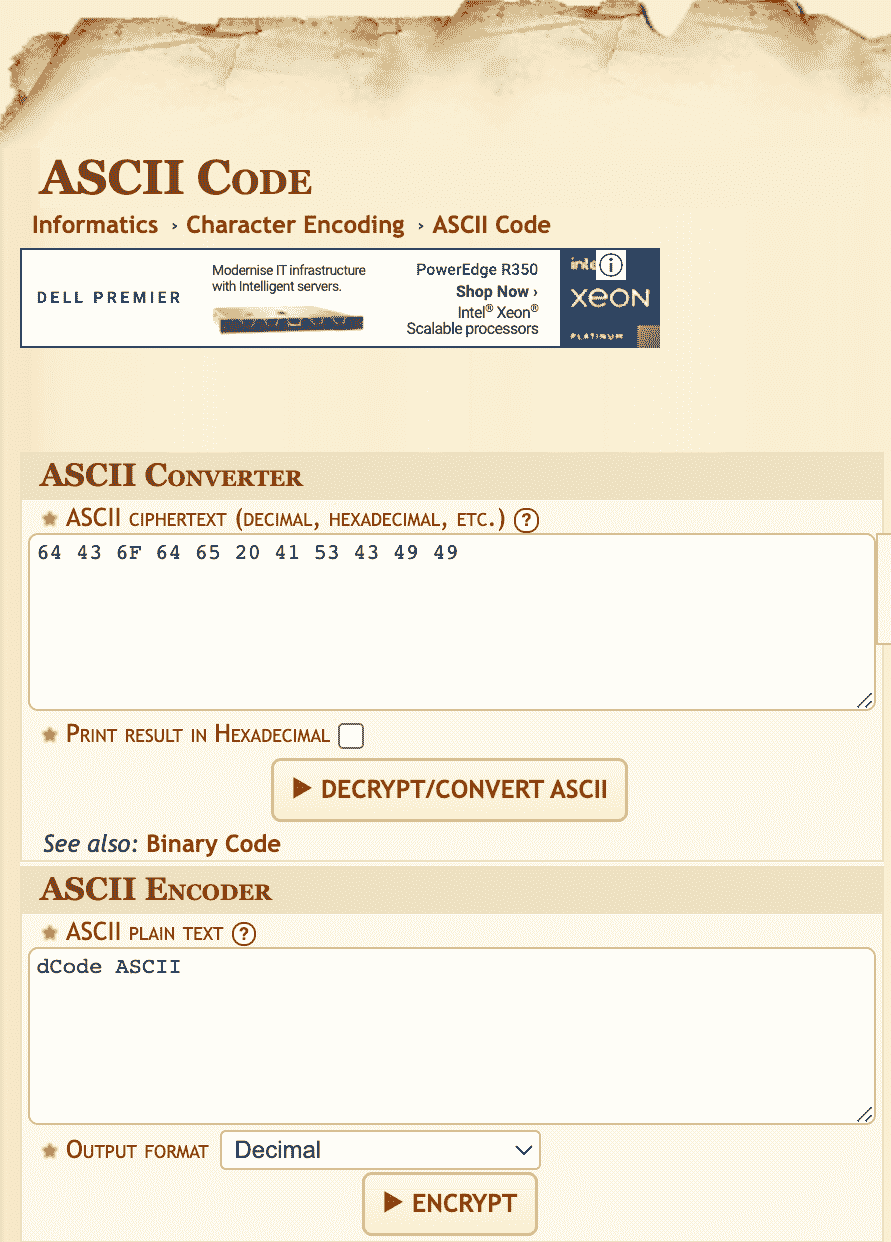 ASCII Code
Informatics › Character Encoding › ASCII Code
DELL PREMIER
Modernise IT infrastructure
with Intelligent servers.
PowerEdge R350
Shop Now ›
Intel® Xeon®
Scalable processors
xeon
PLATINUM
ASCII Converter
ASCII ciphertext (decimal, hexadecimal, etc.) ?
64 43 6F 64 65 20 41 53 43 49 49
Print result in Hexadecimal
DECRYPT/CONVERT ASCII
See also: Binary Code
ASCII Encoder
ASCII plain text ?
dCode ASCII
Output format Decimal
ENCRYPT